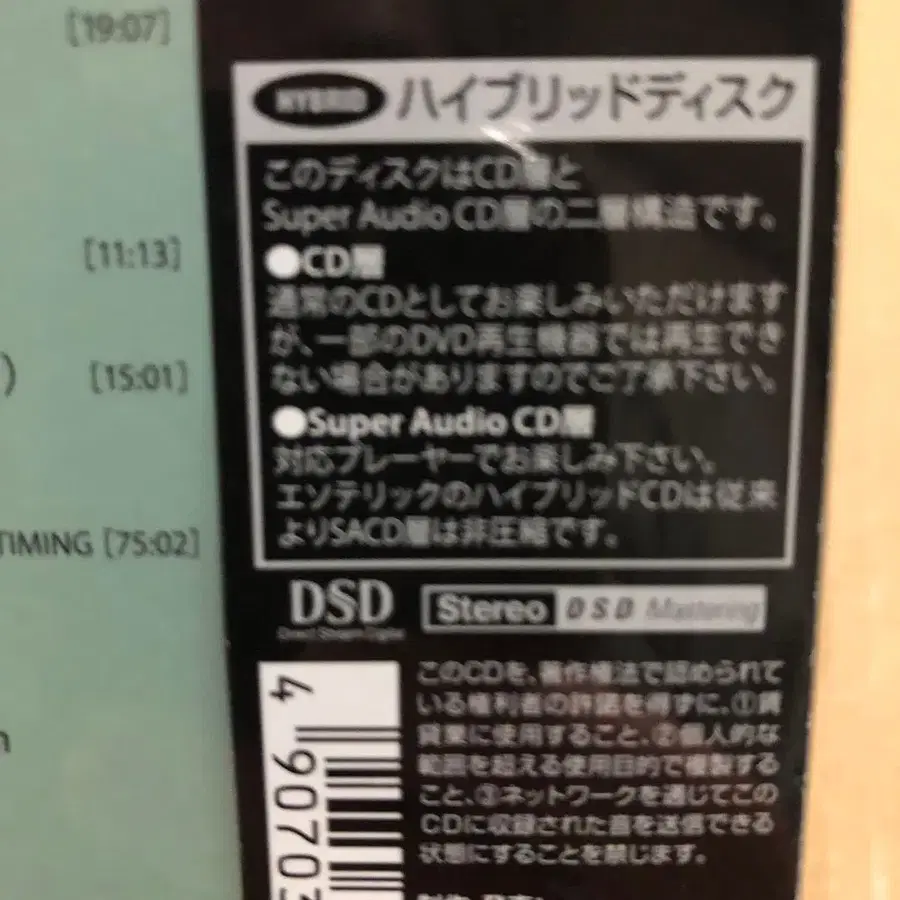 [19:07]
[11:13]
) [15:01]
TIMING [75:02]
n
HYBRID ハイブリッドディスク
このディスクはCD層と
Super Audio CD層の二層構造です。
●CD層
通常のCDとしてお楽しみいただけます
が、一部のDVD再生機器では再生でき
ない場合がありますのでご了承下さい。
●Super Audio CD層
対応プレーヤーでお楽しみ下さい。
エソテリックのハイブリッドCDは従来
よりSACD層は非圧縮です。
DSD
Direct Stream Digital
Stereo DSD Mastering
このCDを、著作権法で認められて
いる権利者の許諾を得ずに、①賃
貸業に使用すること、②個人的な
範囲を超える使用目的で複製する
こと、③ネットワークを通じてこの
CDに収録された音を送信できる
状態にすることを禁じます。
4 90703